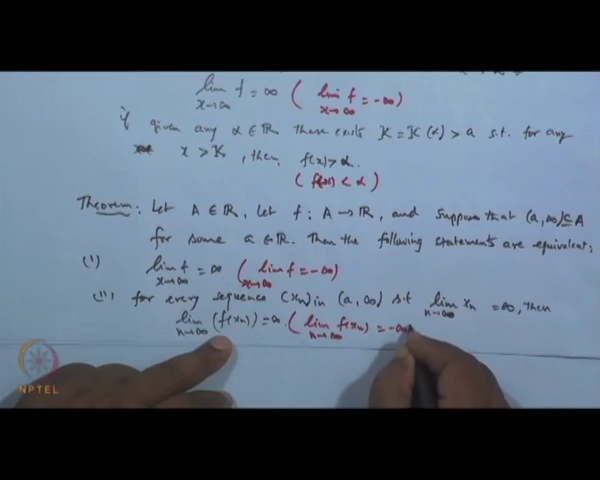 lim f = ∞ ( lim f = -∞)
x→∞ x→∞
if given any α ∈ ℝ there exists K = K(α) > a s.t. for any
x > K, then, f(x) > α.
( f(x) < α )
Theorem: Let A ∈ ℝ, let f : A → ℝ, and suppose that (a, ∞) ⊆ A
for some a ∈ ℝ. Then the following statements are equivalent:
(i) lim f = ∞ ( lim f = -∞)
x→∞ x→∞
(ii) for every sequence (xn) in (a, ∞) s.t lim xn = ∞, then
n→∞
lim (f(xn)) = ∞. ( lim f(xn) = -∞
n→∞ n→∞
NPTEL